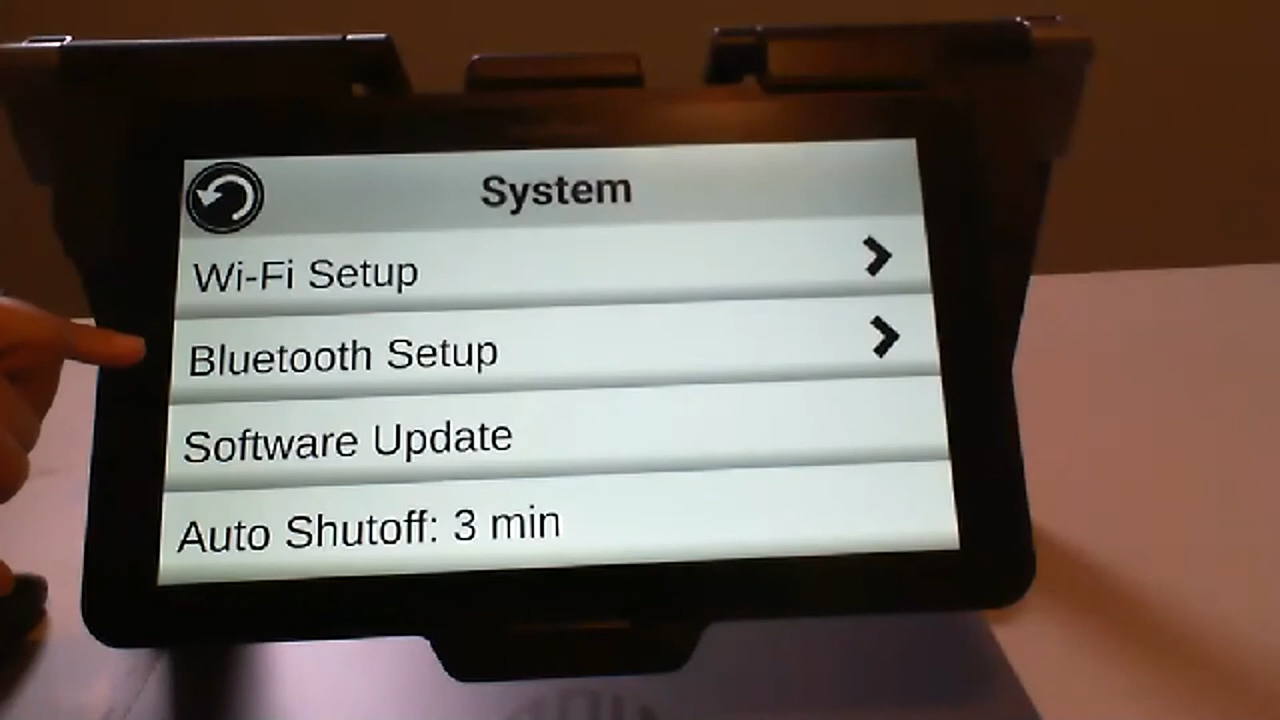 System
Wi-Fi Setup
Bluetooth Setup
Software Update
Auto Shutoff: 3 min